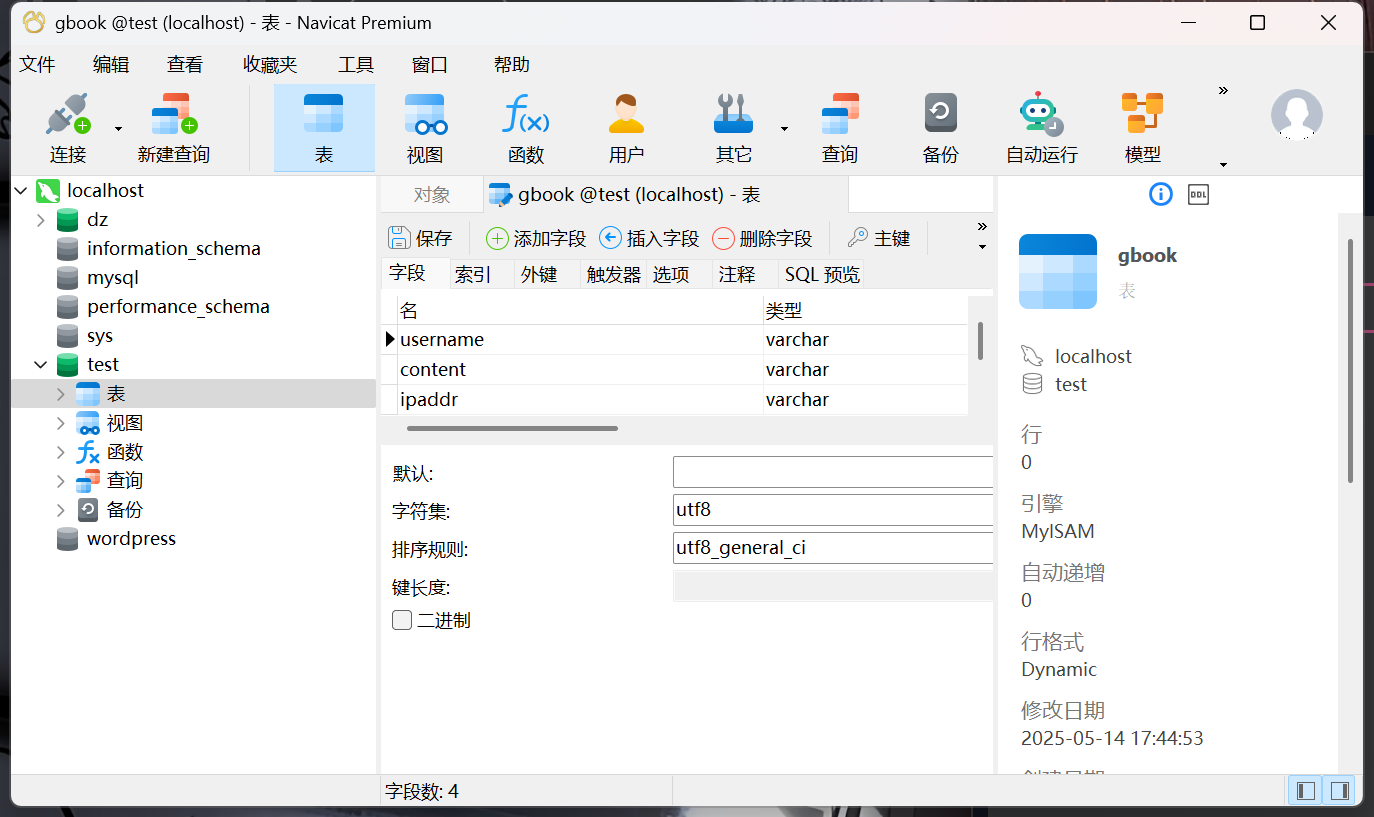 gbook @test (localhost) - 表 - Navicat Premium
文件 编辑 查看 收藏夹 工具 窗口 帮助
连接 新建查询 表 视图 函数 用户 其它 查询 备份 自动运行 模型
localhost
dz
information_schema
mysql
performance_schema
sys
test
表
视图
函数
查询
备份
wordpress
对象 gbook @test (localhost) - 表
保存 添加字段 插入字段 删除字段 主键
字段 索引 外键 触发器 选项 注释 SQL 预览
名 类型
username varchar
content varchar
ipaddr varchar
默认:
字符集: utf8
排序规则: utf8_general_ci
键长度:
二进制
DDL
gbook
表
localhost
test
行
0
引擎
MyISAM
自动递增
0
行格式
Dynamic
修改日期
2025-05-14 17:44:53
字段数: 4